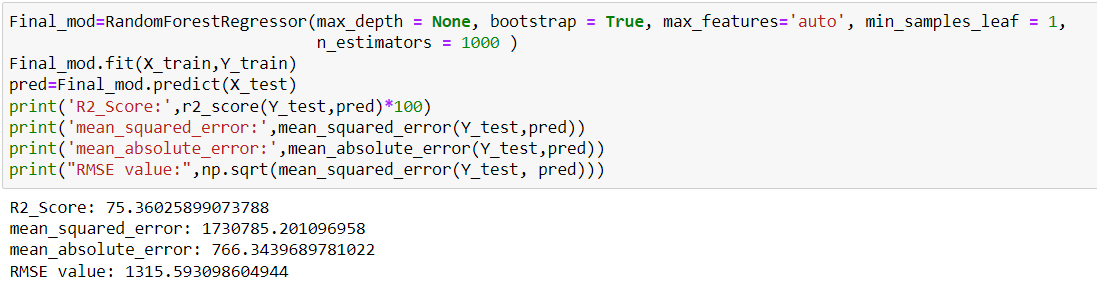 Final_mod=RandomForestRegressor(max_depth = None, bootstrap = True, max_features='auto', min_samples_leaf = 1,
n_estimators = 1000 )
Final_mod.fit(X_train,Y_train)
pred=Final_mod.predict(X_test)
print('R2_Score:',r2_score(Y_test,pred)*100)
print('mean_squared_error:',mean_squared_error(Y_test,pred))
print('mean_absolute_error:',mean_absolute_error(Y_test,pred))
print("RMSE value:",np.sqrt(mean_squared_error(Y_test, pred)))
R2_Score: 75.36025899073788
mean_squared_error: 1730785.201096958
mean_absolute_error: 766.3439689781022
RMSE value: 1315.593098604944